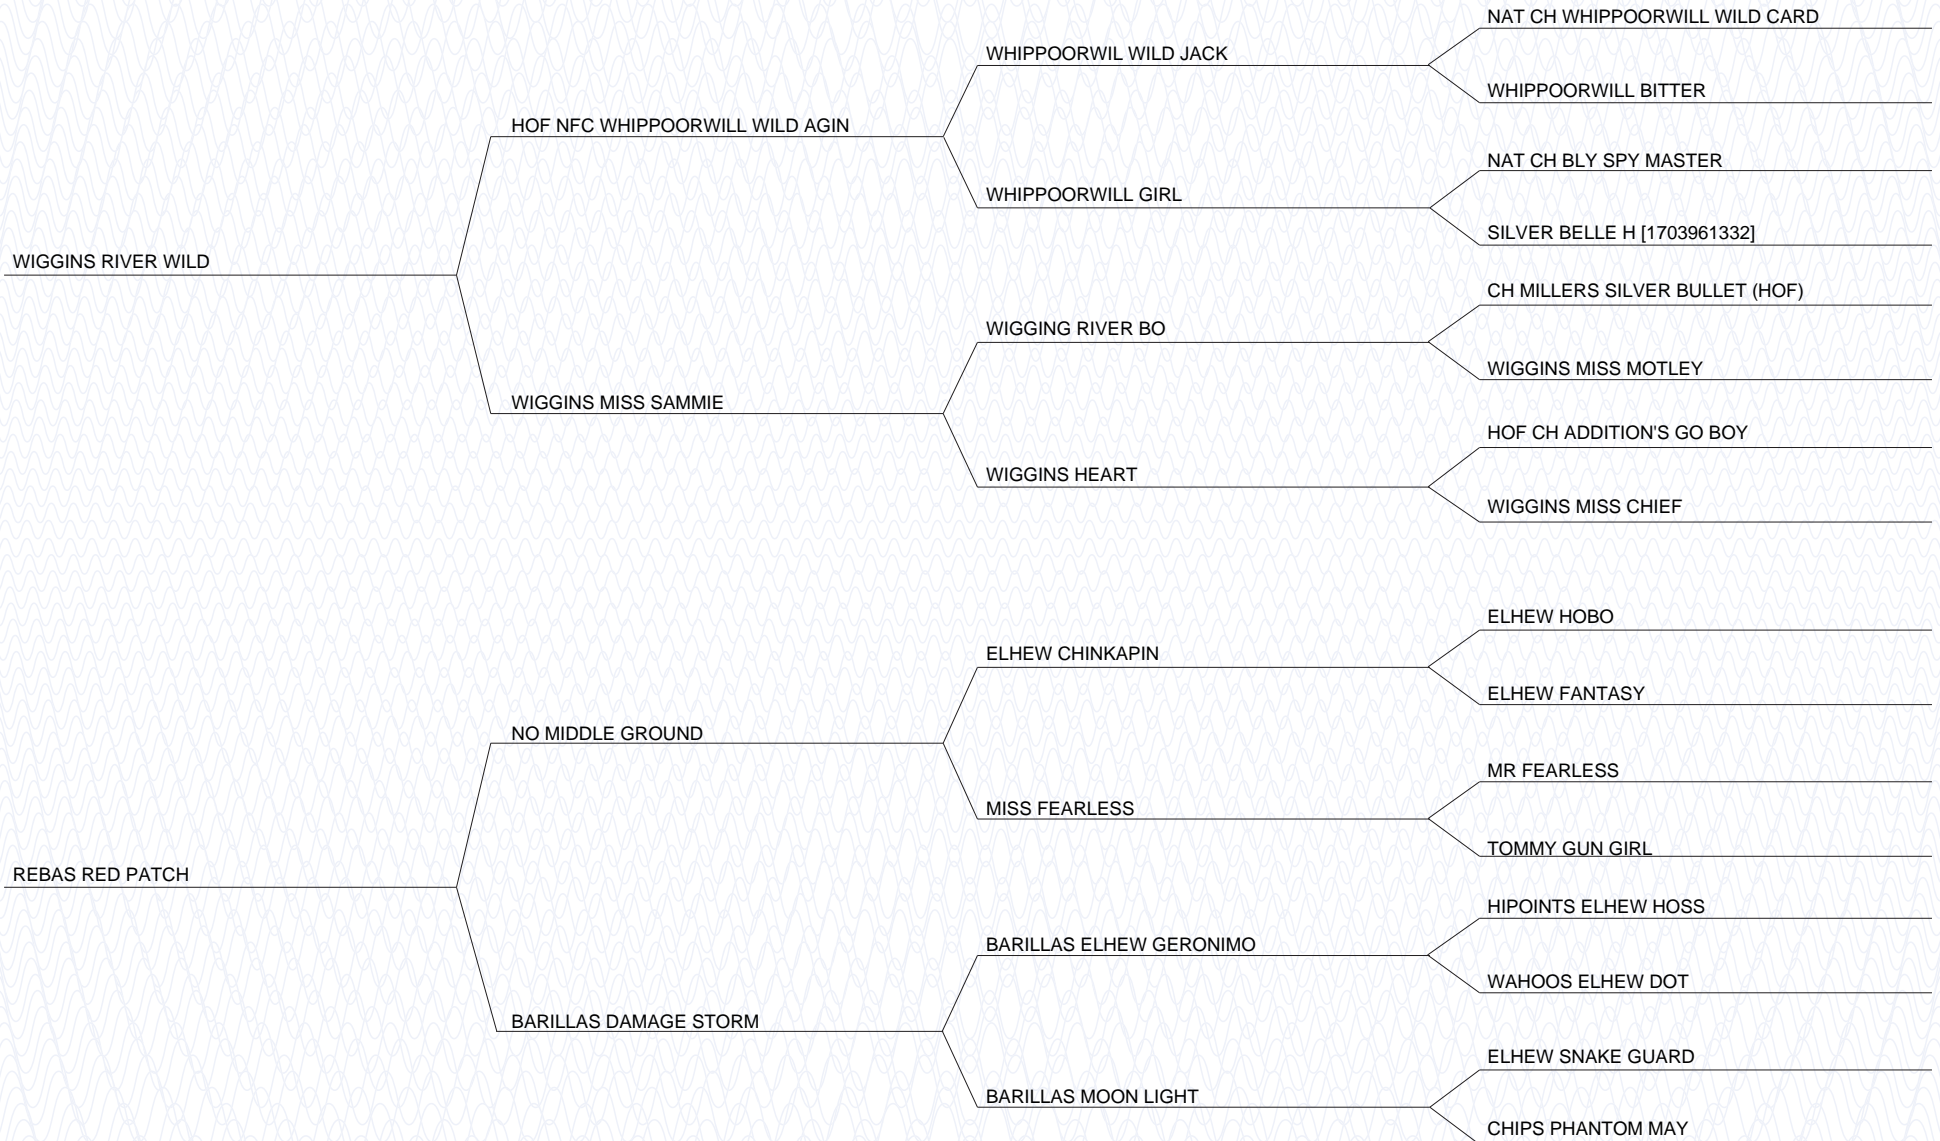 NAT CH WHIPPOORWILL WILD CARD
WHIPPOORWIL WILD JACK
WHIPPOORWILL BITTER
HOF NFC WHIPPOORWILL WILD AGIN
NAT CH BLY SPY MASTER
WHIPPOORWILL GIRL
SILVER BELLE H [1703961332]
WIGGINS RIVER WILD
CH MILLERS SILVER BULLET (HOF)
WIGGING RIVER BO
WIGGINS MISS MOTLEY
WIGGINS MISS SAMMIE
HOF CH ADDITION'S GO BOY
WIGGINS HEART
WIGGINS MISS CHIEF
ELHEW HOBO
ELHEW CHINKAPIN
ELHEW FANTASY
NO MIDDLE GROUND
MR FEARLESS
MISS FEARLESS
TOMMY GUN GIRL
REBAS RED PATCH
HIPOINTS ELHEW HOSS
BARILLAS ELHEW GERONIMO
WAHOOS ELHEW DOT
BARILLAS DAMAGE STORM
ELHEW SNAKE GUARD
BARILLAS MOON LIGHT
CHIPS PHANTOM MAY